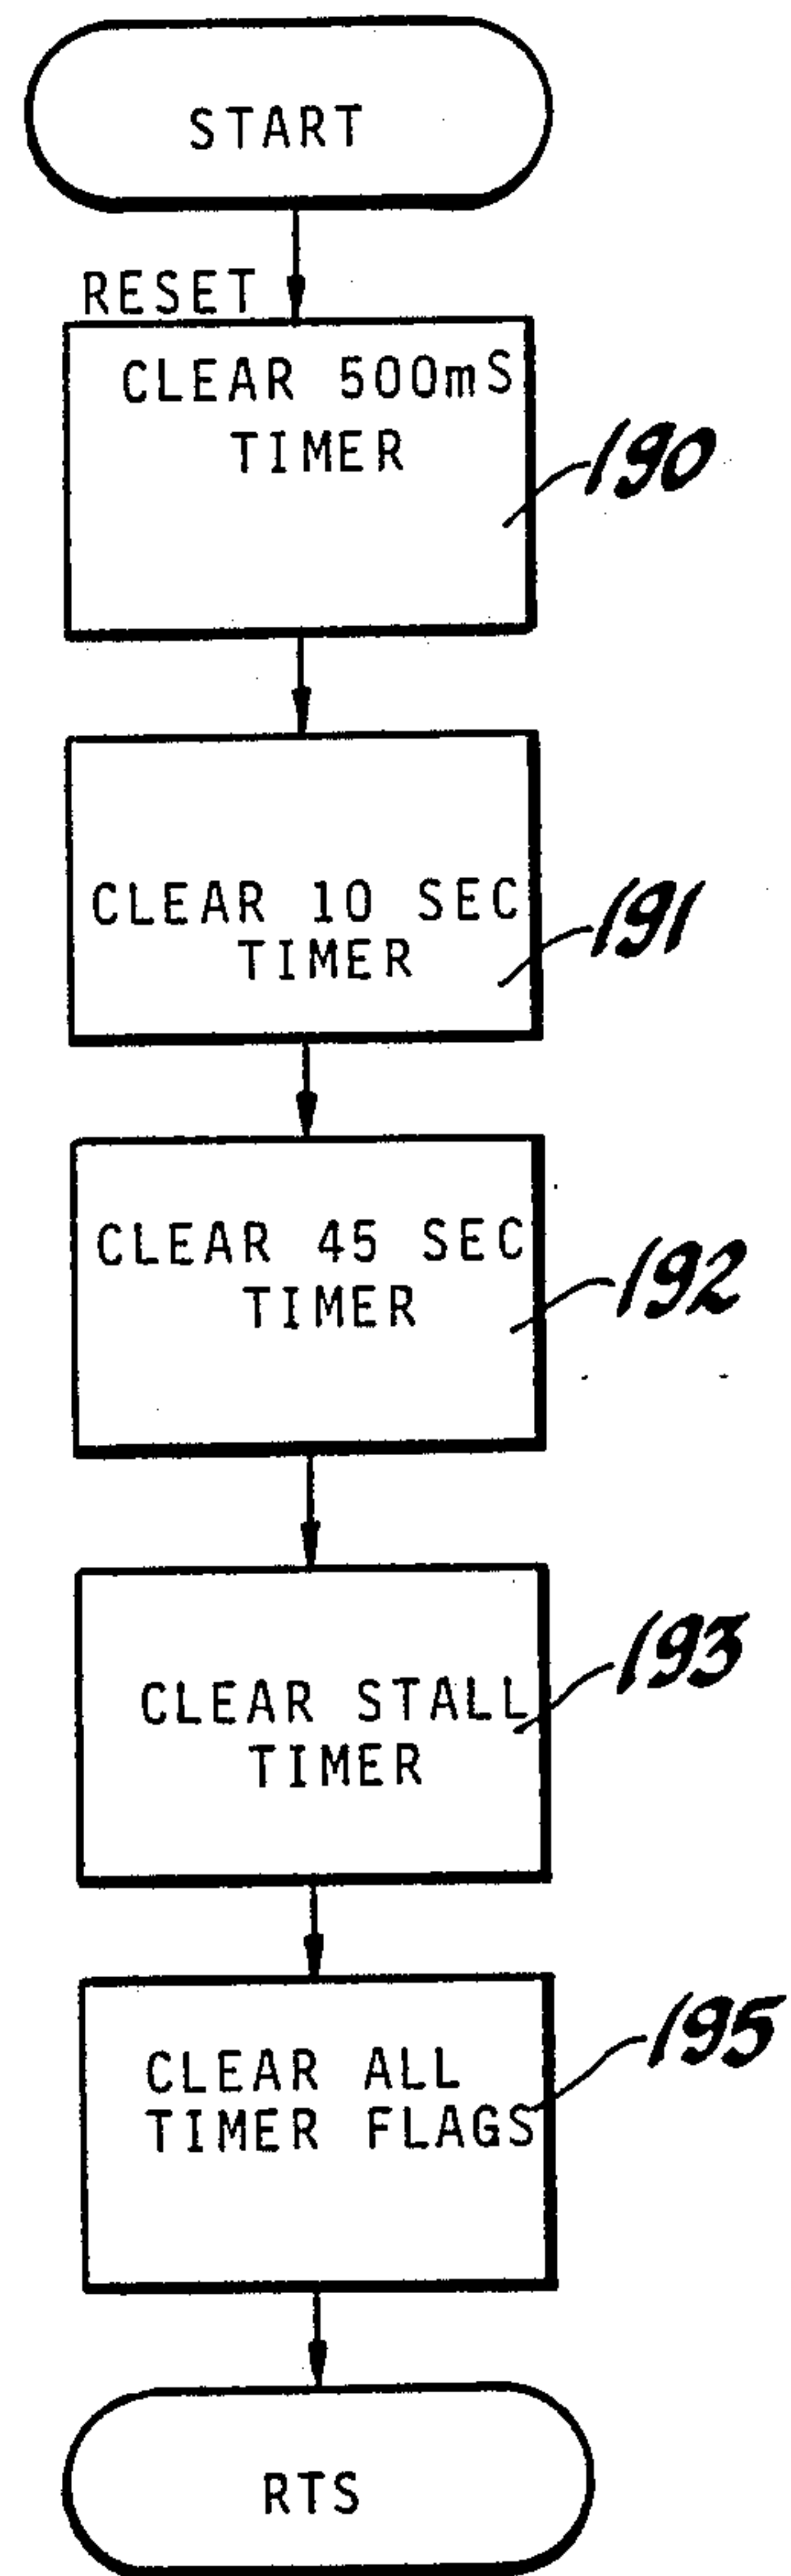 START
RESET
CLEAR 500mS
TIMER
190
CLEAR 10 SEC
TIMER
191
CLEAR 45 SEC
TIMER
192
CLEAR STALL
TIMER
193
CLEAR ALL
TIMER FLAGS
195
RTS